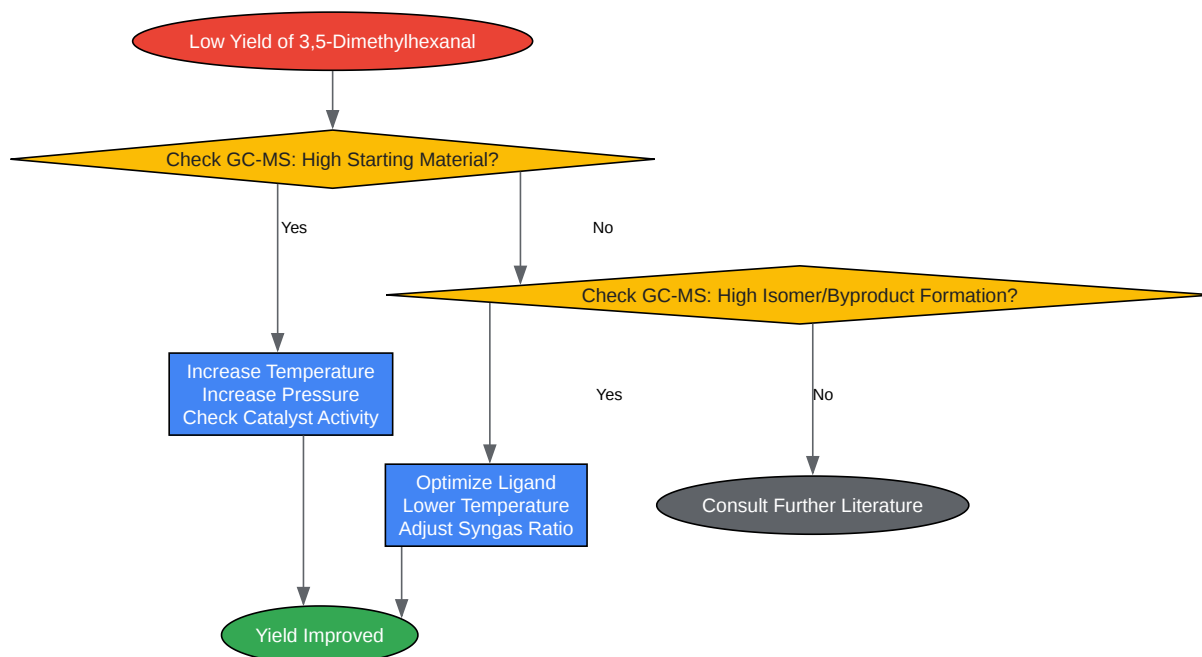 Low Yield of 3,5-Dimethylhexanal
Check GC-MS: High Starting Material?
Yes
No
Check GC-MS: High Isomer/Byproduct Formation?
Increase Temperature
Increase Pressure
Check Catalyst Activity
Yes
No
Optimize Ligand
Lower Temperature
Adjust Syngas Ratio
Consult Further Literature
Yield Improved